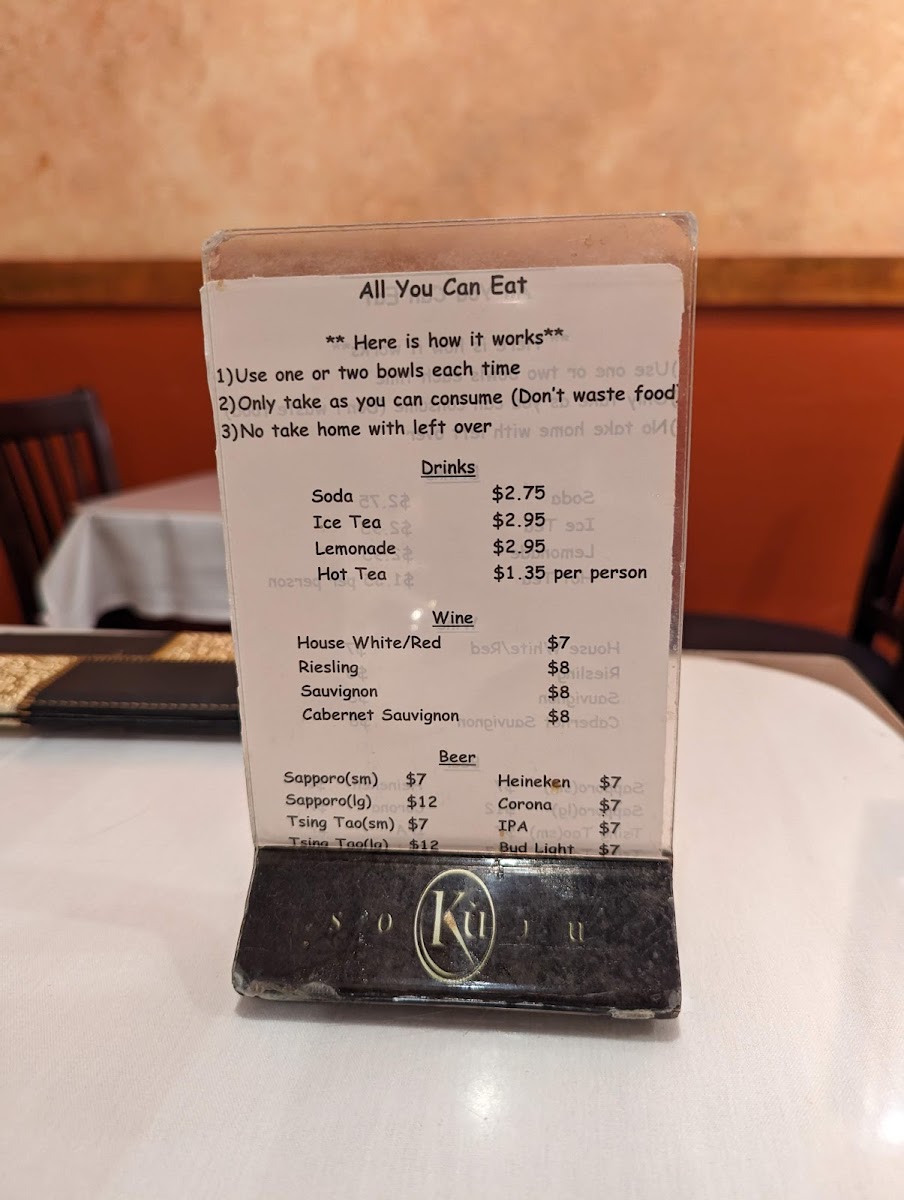 All You Can Eat
** Here is how it works**
1)Use one or two bowls each time
2)Only take as you can consume (Don't waste food)
3)No take home with left over
Drinks
Soda $2.75
Ice Tea $2.95
Lemonade $2.95
Hot Tea $1.35 per person
Wine
House White/Red $7
Riesling $8
Sauvignon $8
Cabernet Sauvignon $8
Beer
Sapporo(sm) $7 Heineken $7
Sapporo(lg) $12 Corona $7
Tsing Tao(sm) $7 IPA $7
Tsing Tao(lg) $12 Bud Light $7
So Kù Ju